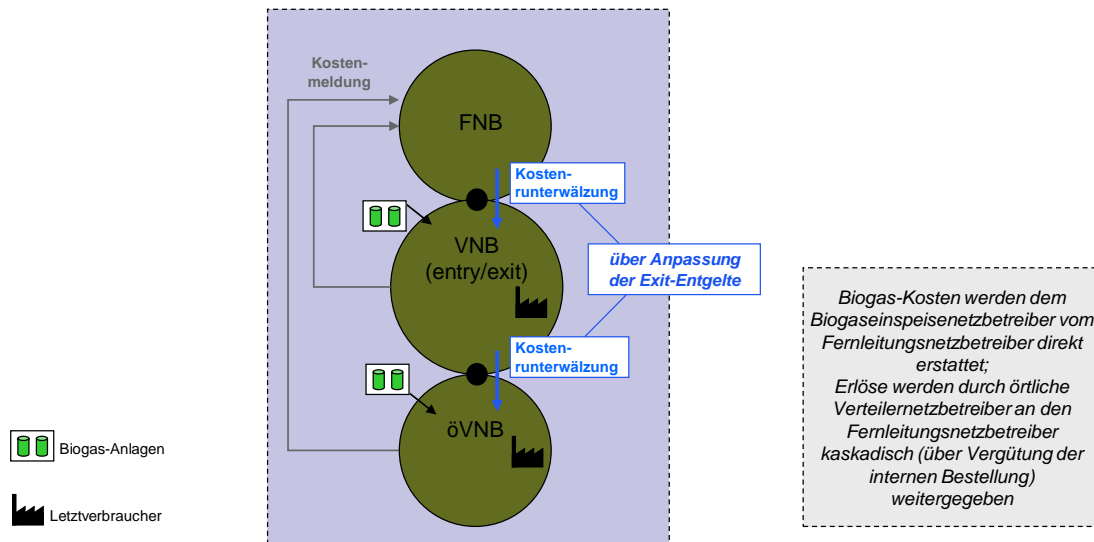 Kosten-
meldung
FNB
Kosten-
runterwälzung
VNB
(entry/exit)
über Anpassung
der Exit-Entgelte
Kosten-
runterwälzung
öVNB
Biogas-Anlagen
Letztverbraucher
Biogas-Kosten werden dem
Biogaseinspeisenetzbetreiber vom
Fernleitungsnetzbetreiber direkt
erstattet;
Erlöse werden durch örtliche
Verteilernetzbetreiber an den
Fernleitungsnetzbetreiber
kaskadisch (über Vergütung der
internen Bestellung)
weitergegeben